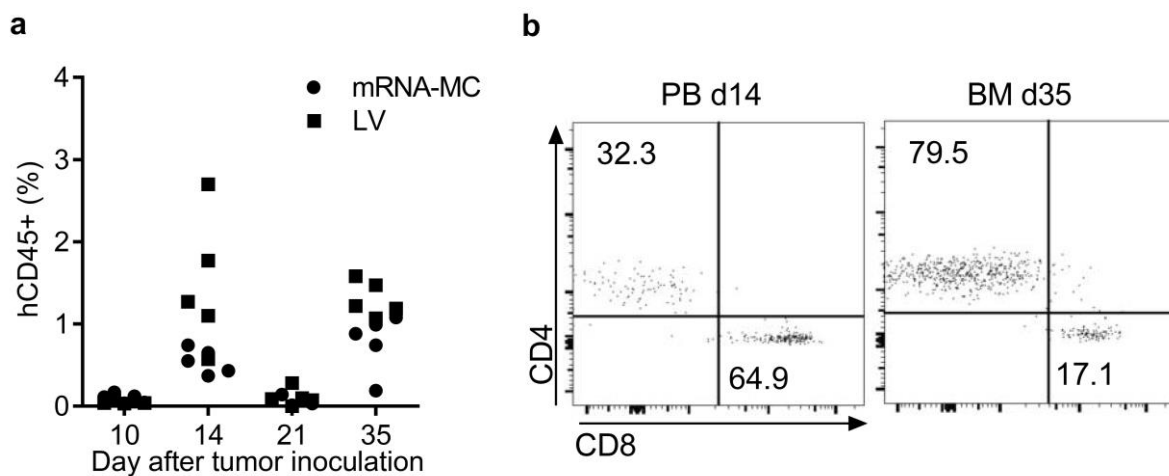 a
4
3
2
1
0
hCD45+ (%)
mRNA-MC
LV
10 14 21 35
Day after tumor inoculation
b
PB d14
BM d35
32.3
64.9
79.5
17.1
CD4
CD8